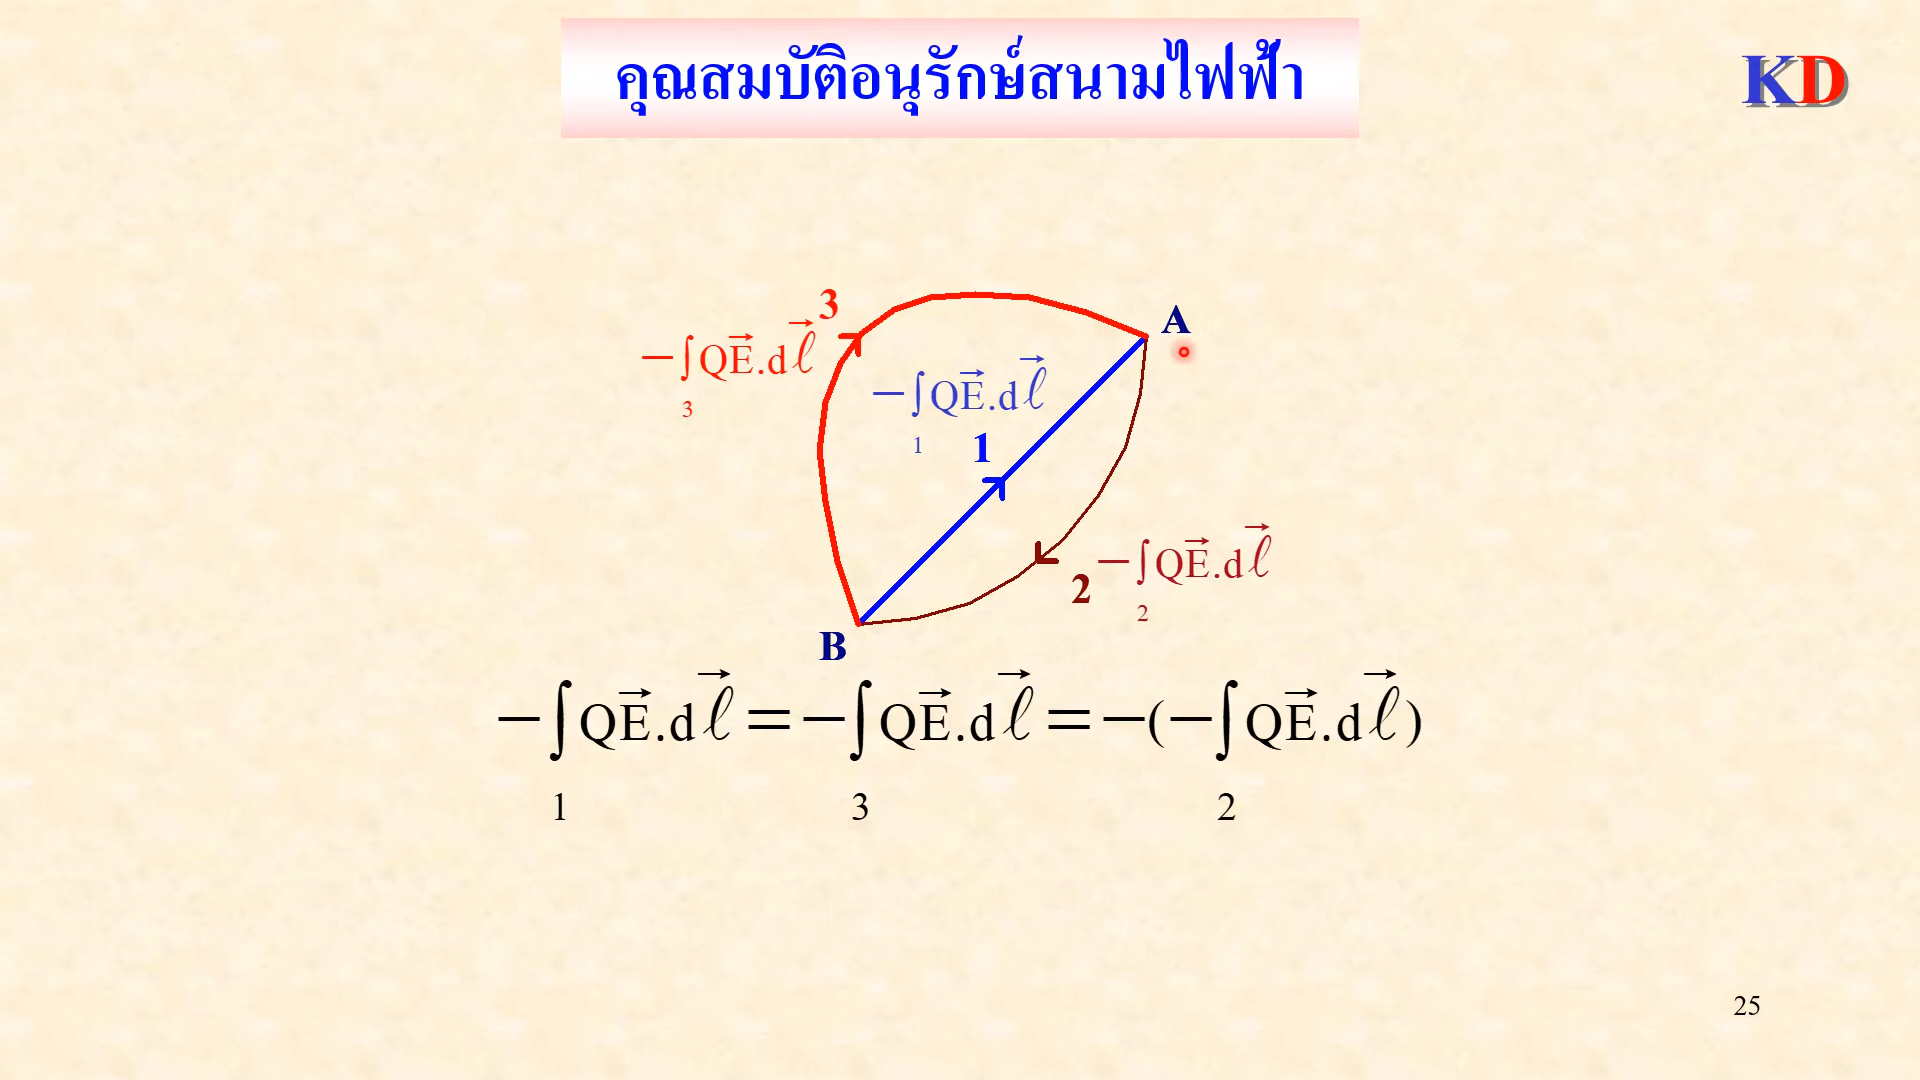 คุณสมบัติอนุรักษ์สนามไฟฟ้า
KD
3
A
−∫₃ QE⃗.dℓ⃗
−∫₁ QE⃗.dℓ⃗
1
−∫₂ QE⃗.dℓ⃗
2
B
−∫₁ QE⃗.dℓ⃗ = −∫₃ QE⃗.dℓ⃗ = −(−∫₂ QE⃗.dℓ⃗)
25